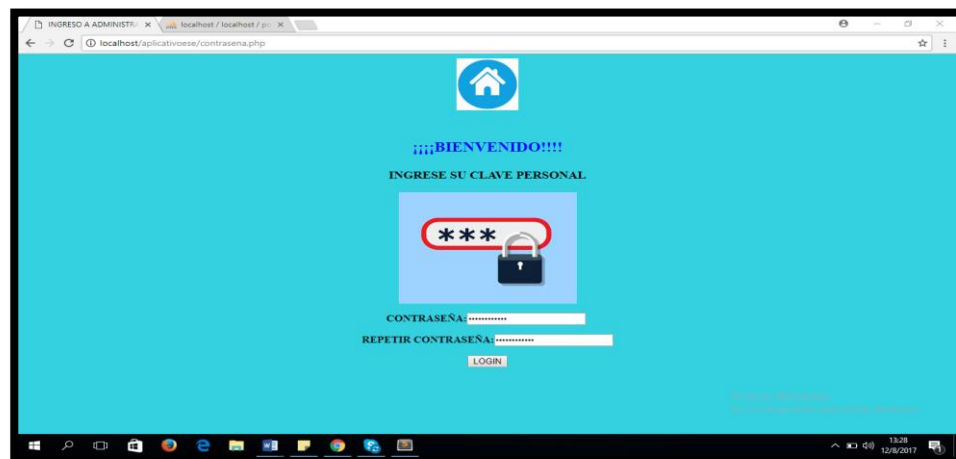 INGRESO A ADMINISTRA
localhost / localhost / po
localhost/aplicativoese/contrasena.php
¡¡¡¡BIENVENIDO!!!!
INGRESE SU CLAVE PERSONAL
***
CONTRASEÑA: ••••••••••••
REPETIR CONTRASEÑA: ••••••••••••
LOGIN
13:28
12/8/2017